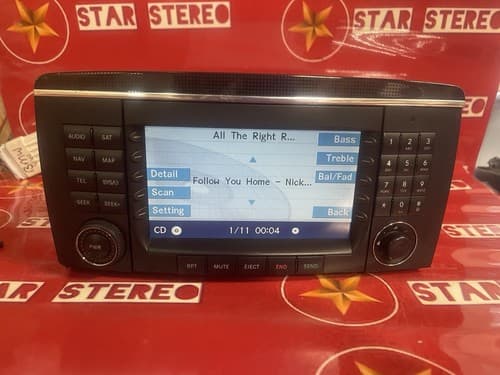 STAR STEREO
STAR STEREO
AUDIO SAT
NAV MAP
TEL
SEEK- SEEK+
PWR
All The Right R...
Bass
Treble
Detail
Follow You Home - Nick...
Bal/Fad
Scan
Setting
Back
CD
1/11 00:04
RPT MUTE EJECT END SEND
1 2 3
4 5 6
7 8 9
* 0 #
STEREO
STAR STEREO
STAR
STEREO